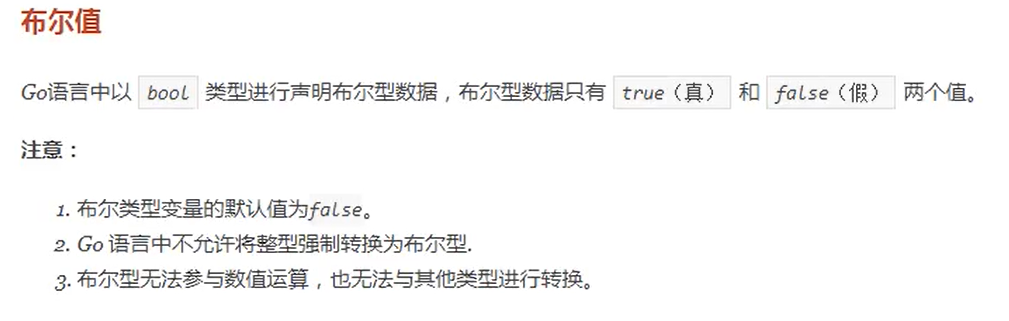 布尔值
Go语言中以 bool 类型进行声明布尔型数据，布尔型数据只有 true（真） 和 false（假） 两个值。
注意：
1. 布尔类型变量的默认值为false。
2. Go 语言中不允许将整型强制转换为布尔型.
3. 布尔型无法参与数值运算，也无法与其他类型进行转换。